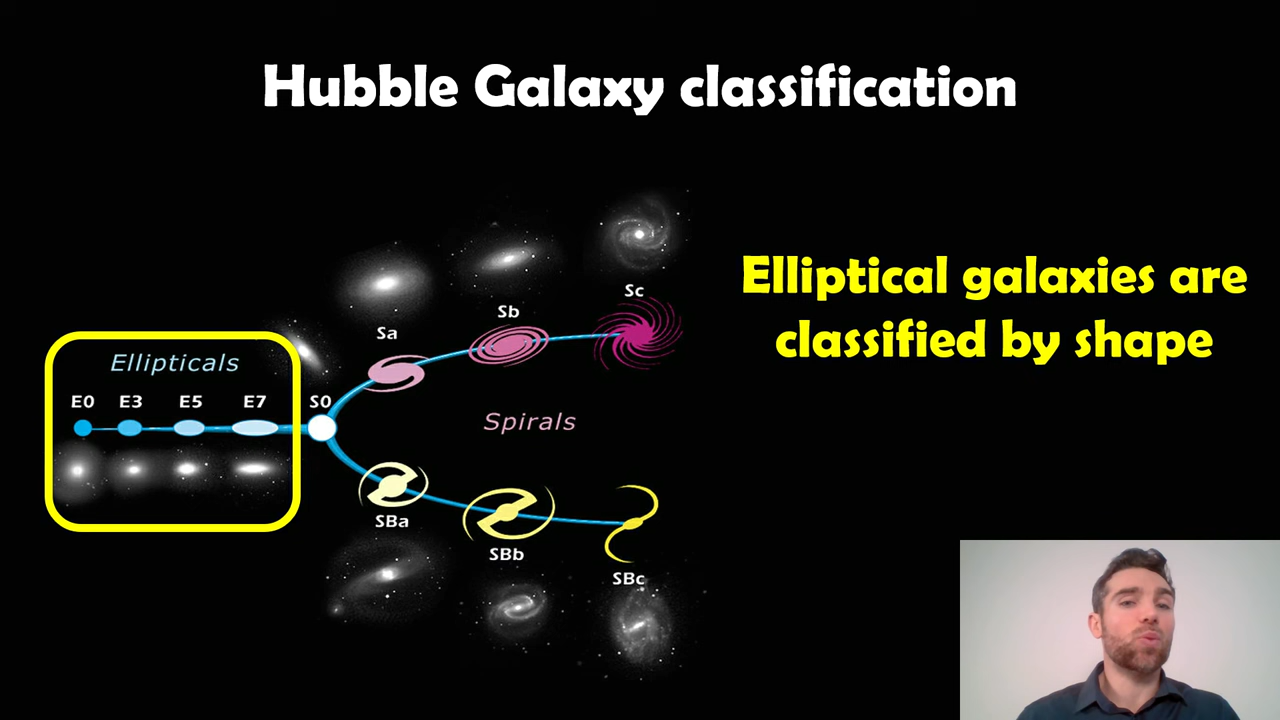 Hubble Galaxy classification
Elliptical galaxies are
classified by shape
Ellipticals
E0 E3 E5 E7 S0
Sa
Sb
Sc
Spirals
SBa
SBb
SBc